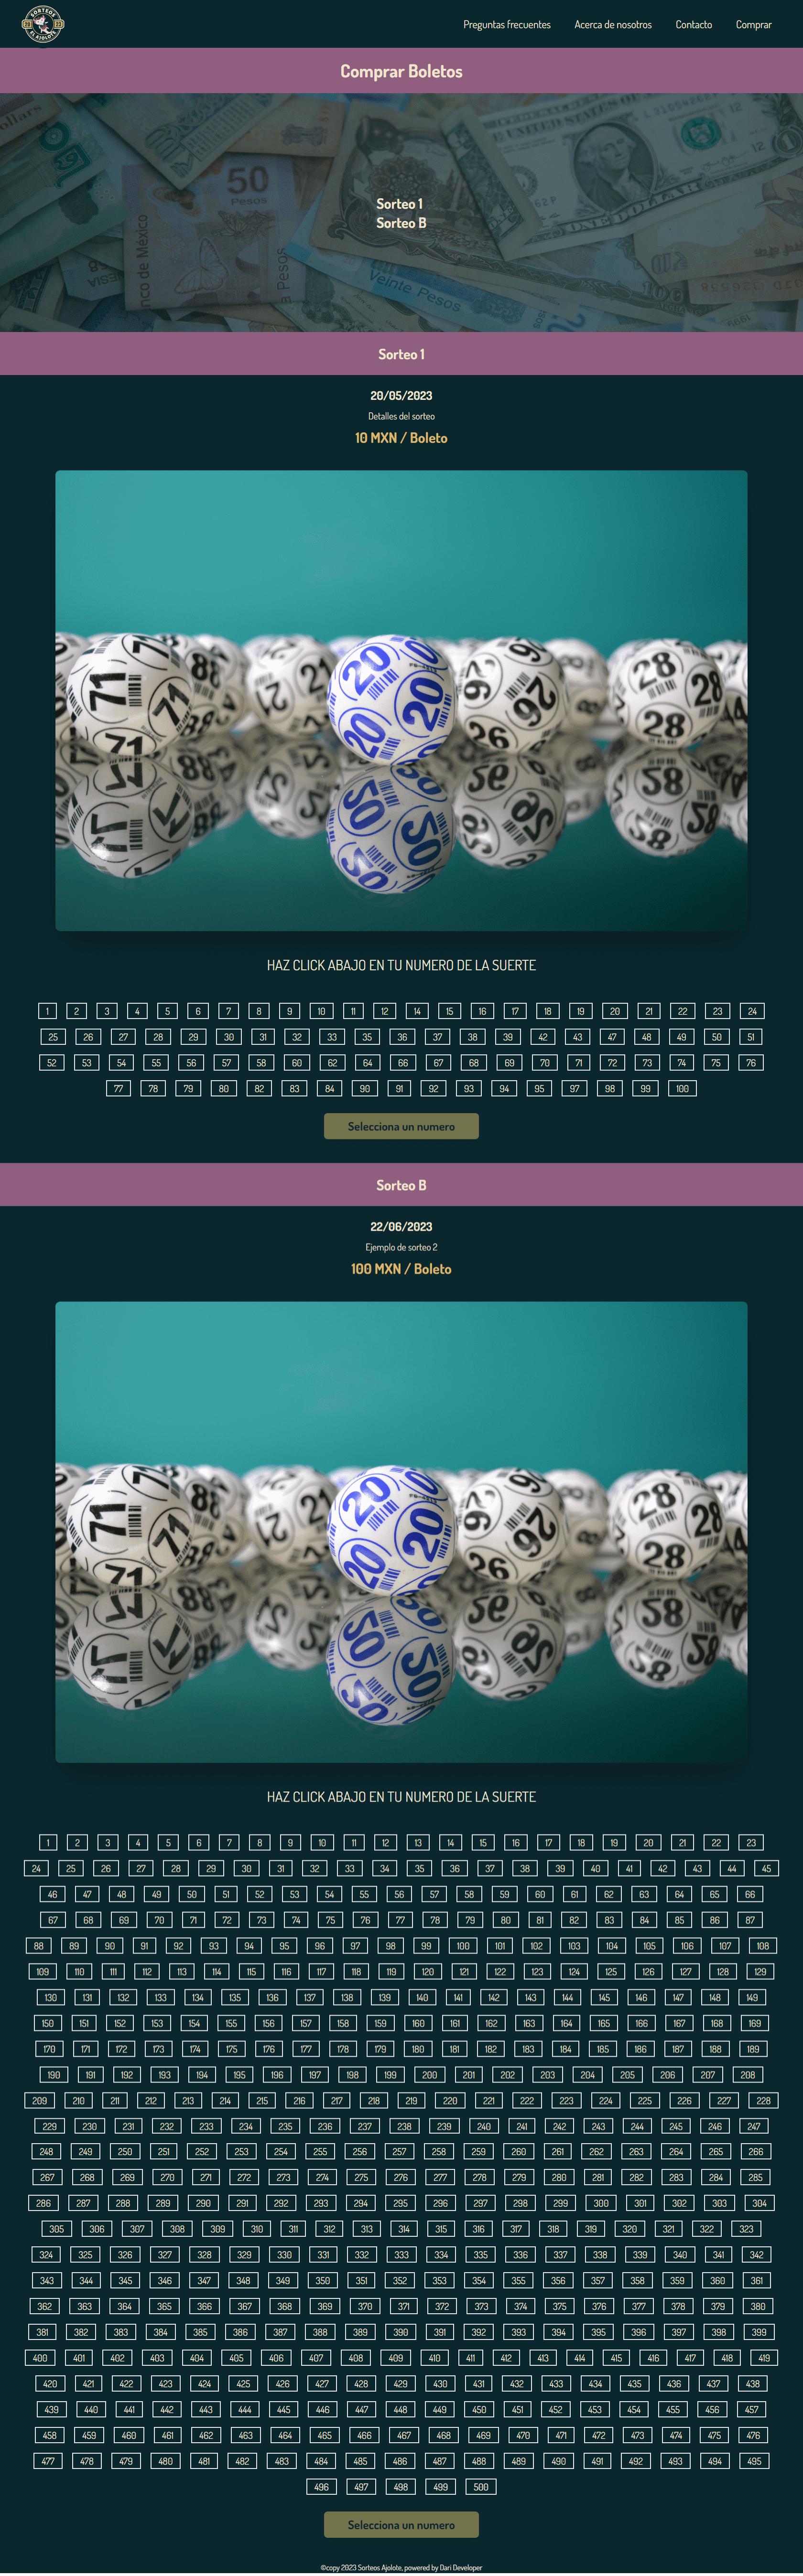 SORTEOS
EL AJOLOTE
Preguntas frecuentes Acerca de nosotros Contacto Comprar
Comprar Boletos
50
Pesos
Veinte Pesos
100
Sorteo 1
Sorteo B
Sorteo 1
20/05/2023
Detalles del sorteo
10 MXN / Boleto
71 20 20 20 28 28
HAZ CLICK ABAJO EN TU NUMERO DE LA SUERTE
1 2 3 4 5 6 7 8 9 10 11 12 14 15 16 17 18 19 20 21 22 23 24
25 26 27 28 29 30 31 32 33 35 36 37 38 39 42 43 47 48 49 50 51
52 53 54 55 56 57 58 60 62 64 66 67 68 69 70 71 72 73 74 75 76
77 78 79 80 82 83 84 90 91 92 93 94 95 97 98 99 100
Selecciona un numero
Sorteo B
22/06/2023
Ejemplo de sorteo 2
100 MXN / Boleto
71 20 20 20 28 28
HAZ CLICK ABAJO EN TU NUMERO DE LA SUERTE
1 2 3 4 5 6 7 8 9 10 11 12 13 14 15 16 17 18 19 20 21 22 23
24 25 26 27 28 29 30 31 32 33 34 35 36 37 38 39 40 41 42 43 44 45
46 47 48 49 50 51 52 53 54 55 56 57 58 59 60 61 62 63 64 65 66
67 68 69 70 71 72 73 74 75 76 77 78 79 80 81 82 83 84 85 86 87
88 89 90 91 92 93 94 95 96 97 98 99 100 101 102 103 104 105 106 107 108
109 110 111 112 113 114 115 116 117 118 119 120 121 122 123 124 125 126 127 128 129
130 131 132 133 134 135 136 137 138 139 140 141 142 143 144 145 146 147 148 149
150 151 152 153 154 155 156 157 158 159 160 161 162 163 164 165 166 167 168 169
170 171 172 173 174 175 176 177 178 179 180 181 182 183 184 185 186 187 188 189
190 191 192 193 194 195 196 197 198 199 200 201 202 203 204 205 206 207 208
209 210 211 212 213 214 215 216 217 218 219 220 221 222 223 224 225 226 227 228
229 230 231 232 233 234 235 236 237 238 239 240 241 242 243 244 245 246 247
248 249 250 251 252 253 254 255 256 257 258 259 260 261 262 263 264 265 266
267 268 269 270 271 272 273 274 275 276 277 278 279 280 281 282 283 284 285
286 287 288 289 290 291 292 293 294 295 296 297 298 299 300 301 302 303 304
305 306 307 308 309 310 311 312 313 314 315 316 317 318 319 320 321 322 323
324 325 326 327 328 329 330 331 332 333 334 335 336 337 338 339 340 341 342
343 344 345 346 347 348 349 350 351 352 353 354 355 356 357 358 359 360 361
362 363 364 365 366 367 368 369 370 371 372 373 374 375 376 377 378 379 380
381 382 383 384 385 386 387 388 389 390 391 392 393 394 395 396 397 398 399
400 401 402 403 404 405 406 407 408 409 410 411 412 413 414 415 416 417 418 419
420 421 422 423 424 425 426 427 428 429 430 431 432 433 434 435 436 437 438
439 440 441 442 443 444 445 446 447 448 449 450 451 452 453 454 455 456 457
458 459 460 461 462 463 464 465 466 467 468 469 470 471 472 473 474 475 476
477 478 479 480 481 482 483 484 485 486 487 488 489 490 491 492 493 494 495
496 497 498 499 500
Selecciona un numero
©copy 2023 Sorteos Ajolote, powered by Dari Developer